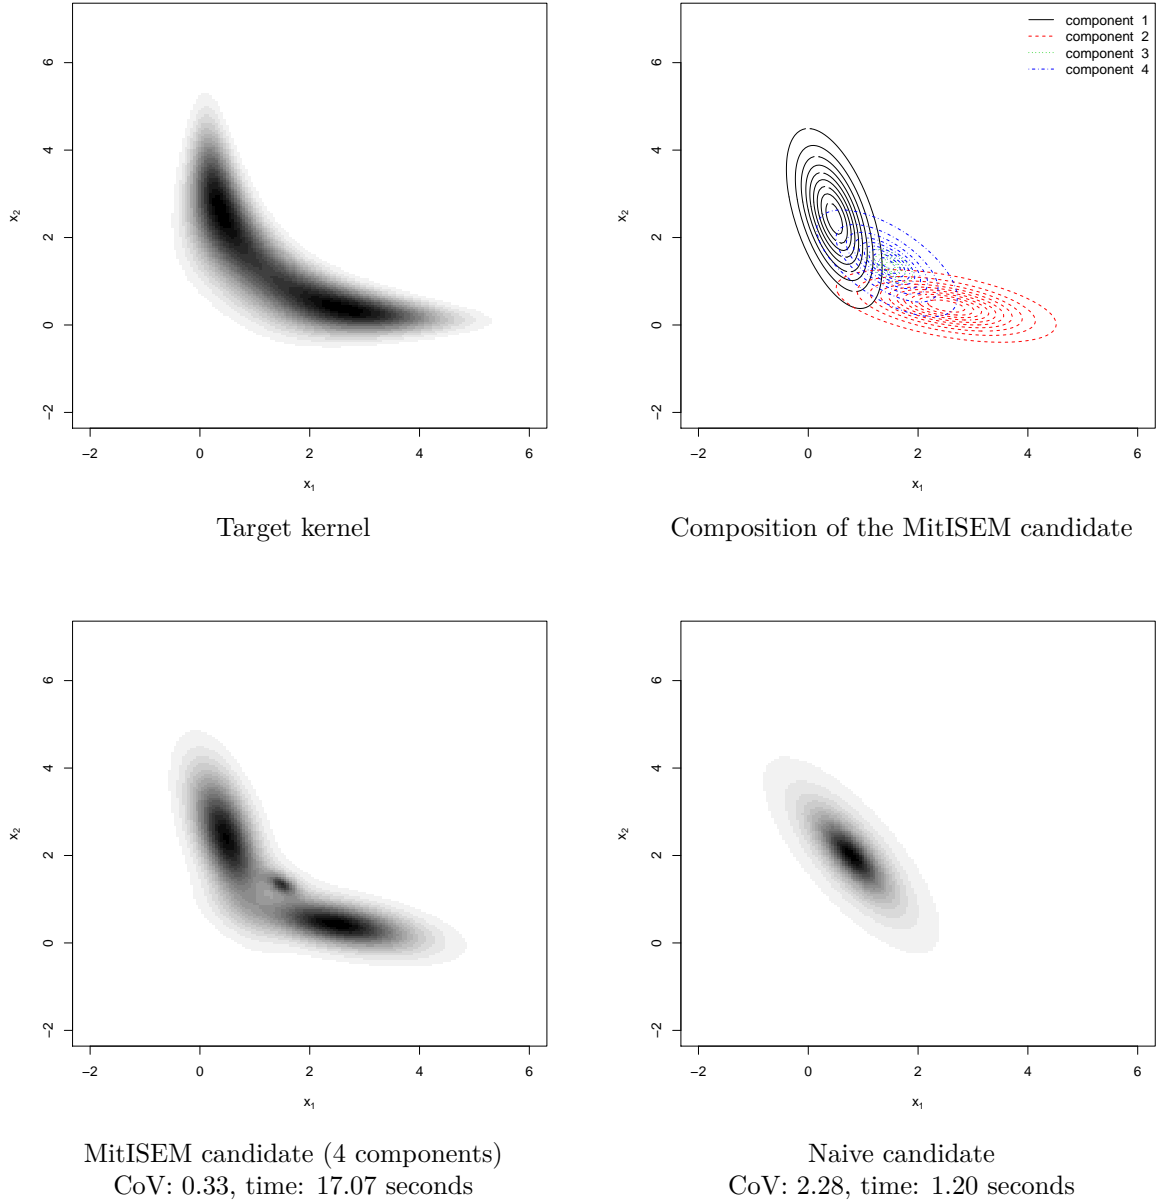 6
4
2
0
−2
x2
−2 0 2 4 6
x1
Target kernel
component 1
component 2
component 3
component 4
6
4
2
0
−2
x2
−2 0 2 4 6
x1
Composition of the MitISEM candidate
6
4
2
0
−2
x2
−2 0 2 4 6
x1
MitISEM candidate (4 components)
CoV: 0.33, time: 17.07 seconds
6
4
2
0
−2
x2
−2 0 2 4 6
x1
Naive candidate
CoV: 2.28, time: 1.20 seconds